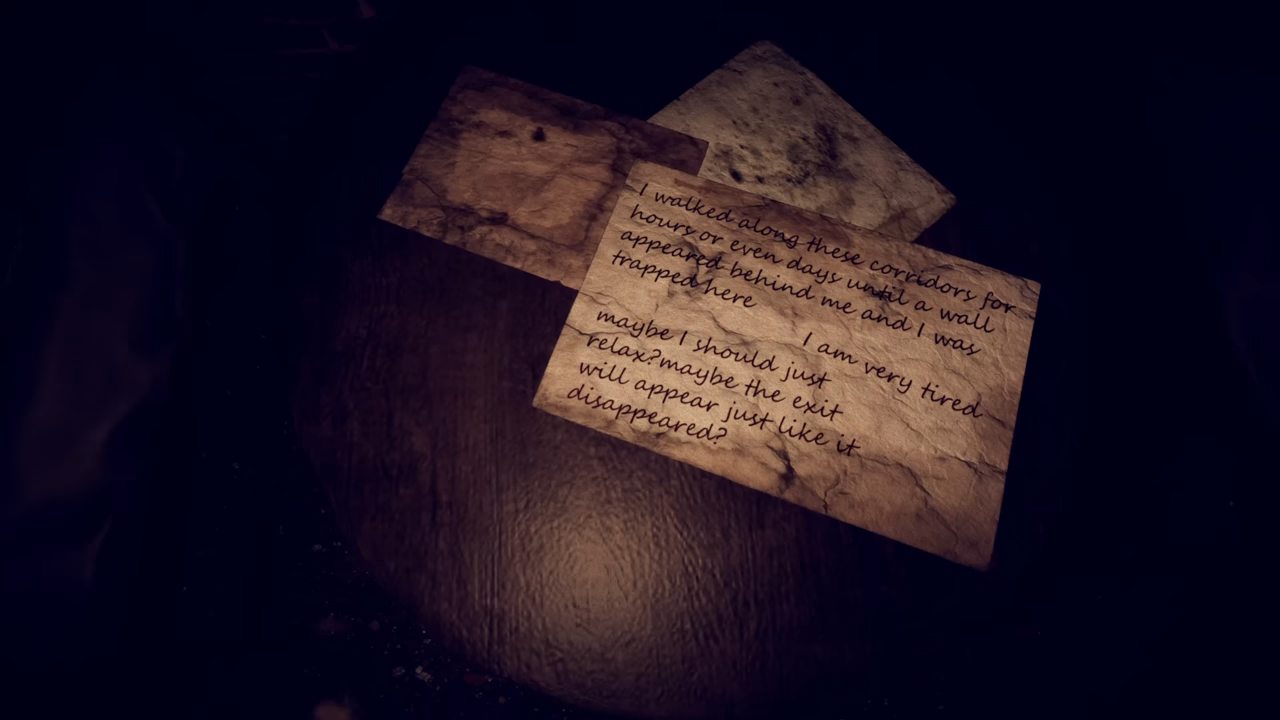 I walked along these corridors for
hours or even days until a wall
appeared behind me and I was
trapped here
I am very tired
maybe I should just
relax?maybe the exit
will appear just like it
disappeared?